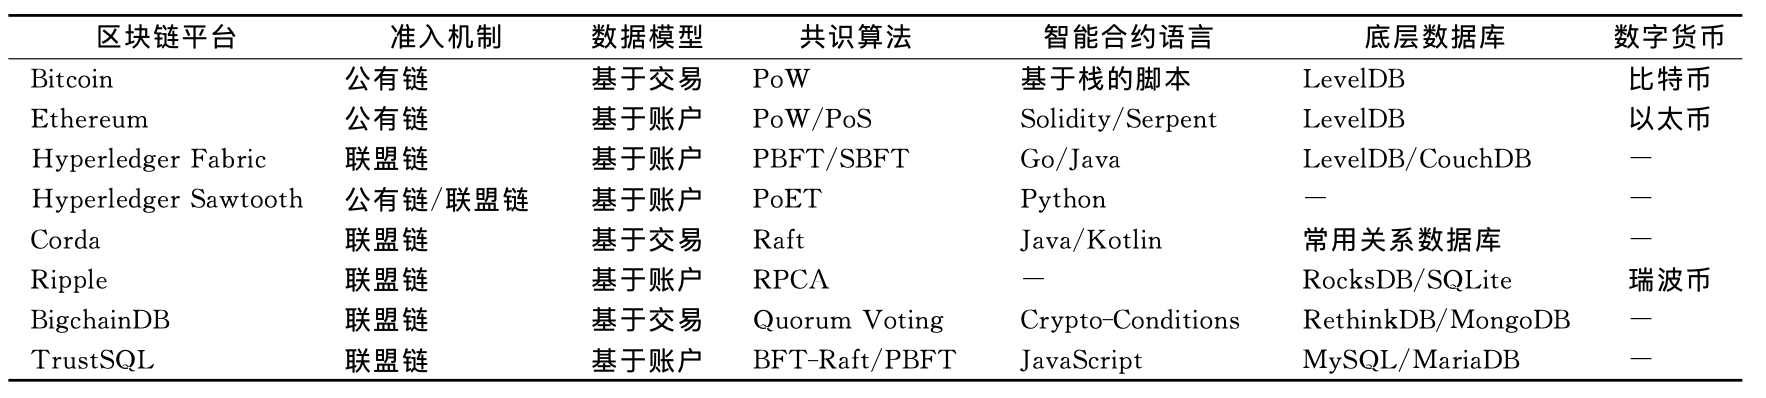 区块链平台 准入机制 数据模型 共识算法 智能合约语言 底层数据库 数字货币
Bitcoin 公有链 基于交易 PoW 基于栈的脚本 LevelDB 比特币
Ethereum 公有链 基于账户 PoW/PoS Solidity/Serpent LevelDB 以太币
Hyperledger Fabric 联盟链 基于账户 PBFT/SBFT Go/Java LevelDB/CouchDB —
Hyperledger Sawtooth 公有链/联盟链 基于账户 PoET Python — —
Corda 联盟链 基于交易 Raft Java/Kotlin 常用关系数据库 —
Ripple 联盟链 基于账户 RPCA — RocksDB/SQLite 瑞波币
BigchainDB 联盟链 基于交易 Quorum Voting Crypto-Conditions RethinkDB/MongoDB —
TrustSQL 联盟链 基于账户 BFT-Raft/PBFT JavaScript MySQL/MariaDB —